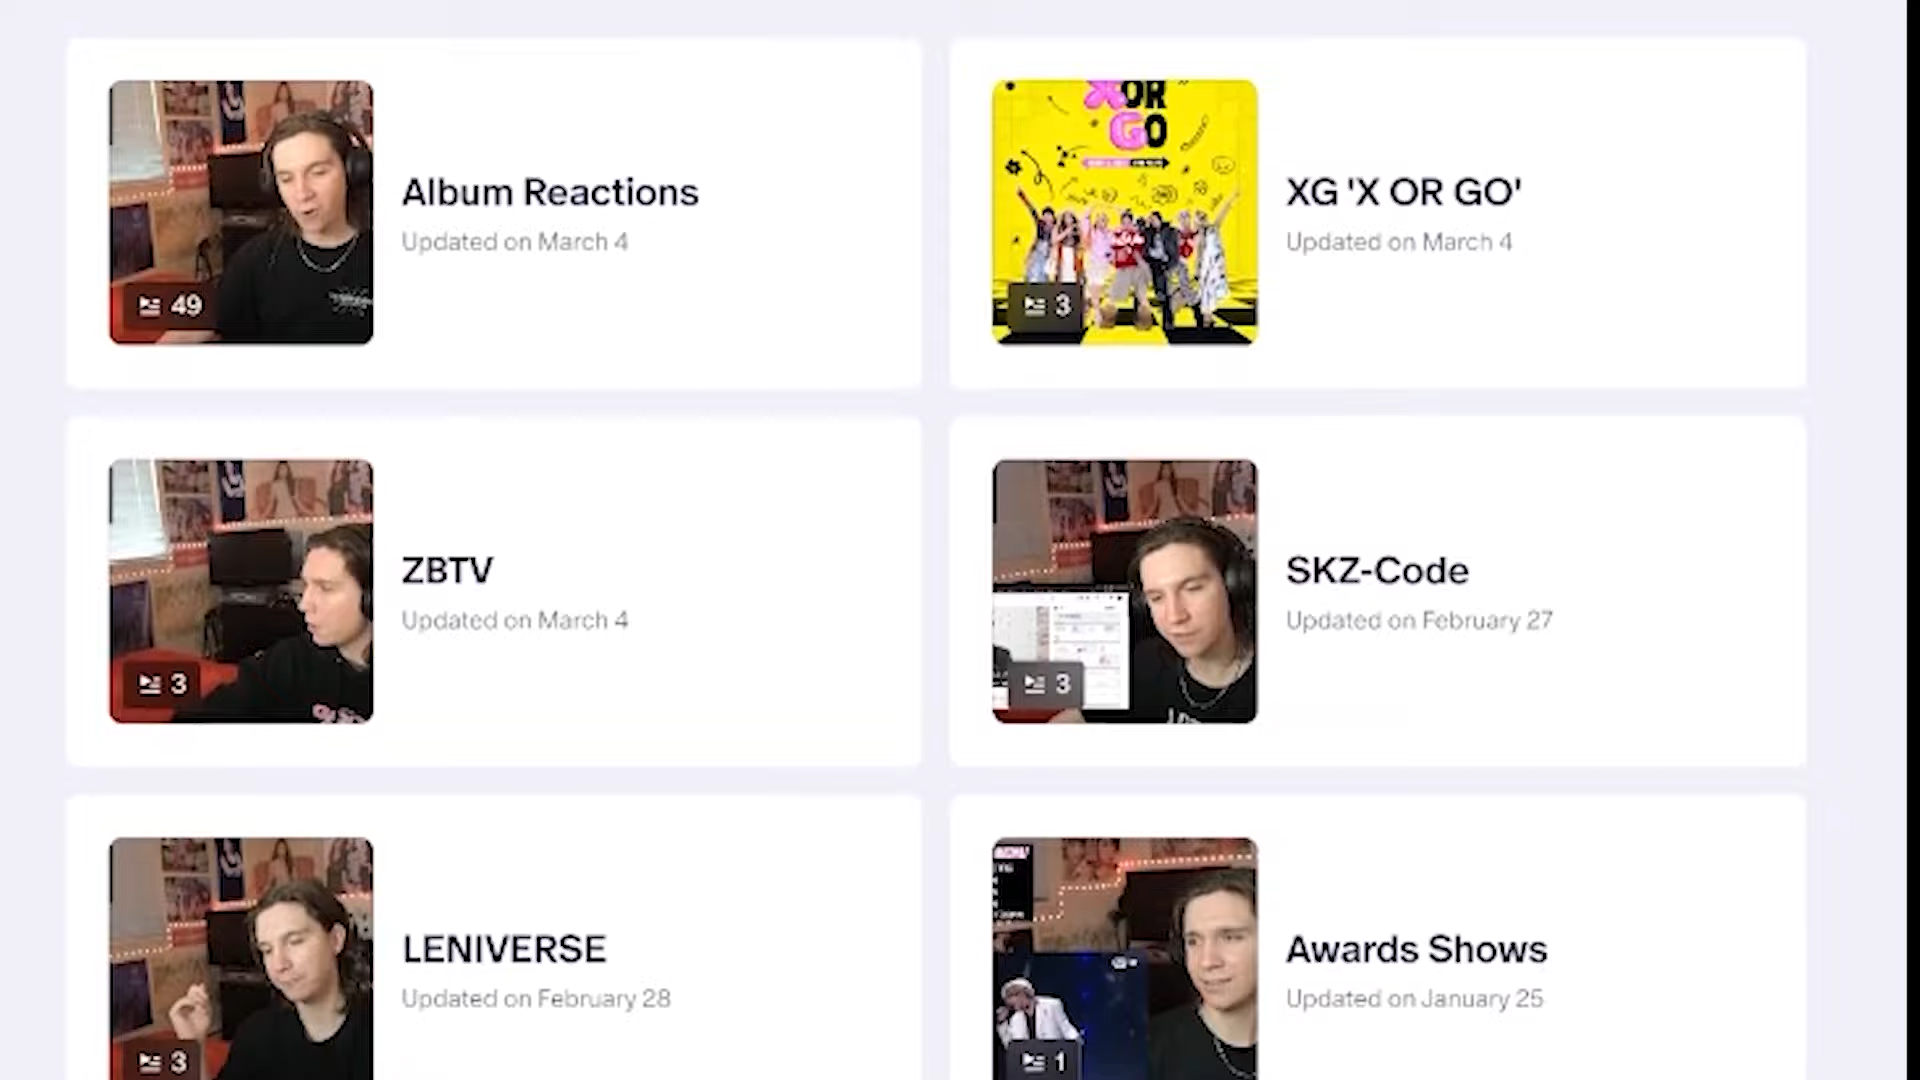 Album Reactions
Updated on March 4
49
X OR
GO
XG 'X OR GO'
Updated on March 4
3
ZBTV
Updated on March 4
3
SKZ-Code
Updated on February 27
3
LENIVERSE
Updated on February 28
3
Awards Shows
Updated on January 25
1